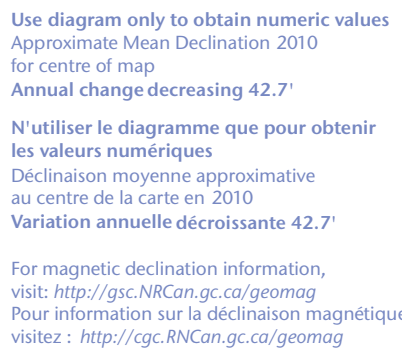 Use diagram only to obtain numeric values
Approximate Mean Declination 2010
for centre of map
Annual change decreasing 42.7'
N'utiliser le diagramme que pour obtenir
les valeurs numériques
Déclinaison moyenne approximative
au centre de la carte en 2010
Variation annuelle décroissante 42.7'
For magnetic declination information,
visit: http://gsc.NRCan.gc.ca/geomag
Pour information sur la déclinaison magnétique
visitez : http://cgc.RNCan.gc.ca/geomag